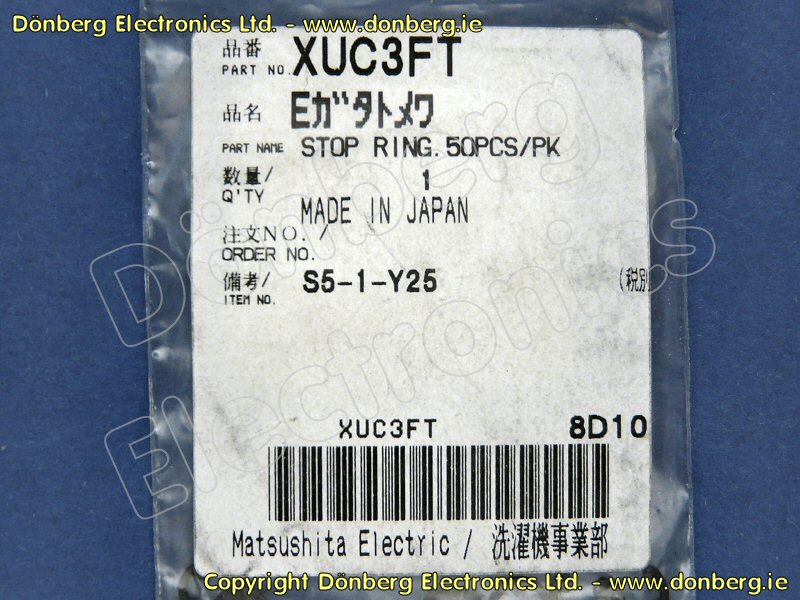 Dönberg Electronics Ltd. - www.donberg.ie
品番
PART NO. XUC3FT
品名 Eガタトメワ
PART NAME STOP RING.50PCS/PK
数量/ 1
Q'TY
MADE IN JAPAN
注文NO. /
ORDER NO.
備考/ S5-1-Y25 (税別
ITEM NO.
Dönberg
Electronics
XUC3FT 8D10
Matsushita Electric / 洗濯機事業部
Copyright Dönberg Electronics Ltd. - www.donberg.ie